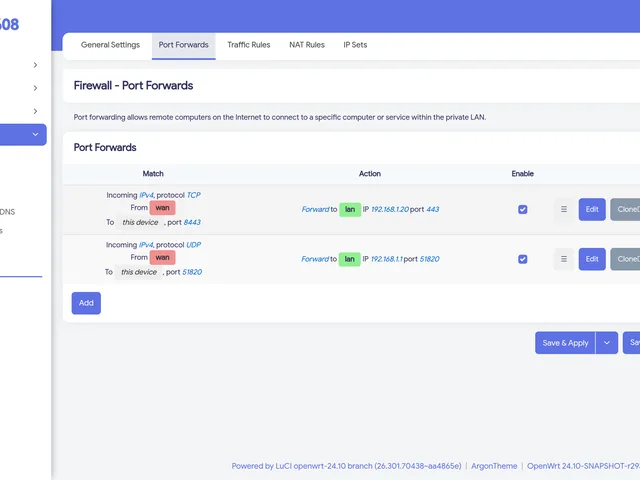 608
General Settings Port Forwards Traffic Rules NAT Rules IP Sets
Firewall - Port Forwards
Port forwarding allows remote computers on the Internet to connect to a specific computer or service within the private LAN.
Port Forwards
Match Action Enable
Incoming IPv4, protocol TCP
From wan
To this device , port 8443
Forward to lan IP 192.168.1.20 port 443
Edit Clone
Incoming IPv4, protocol UDP
From wan
To this device , port 51820
Forward to lan IP 192.168.1.1 port 51820
Edit Clone
DNS
s
Add
Save & Apply Sa
Powered by LuCI openwrt-24.10 branch (26.301.70438~aa4865e) | ArgonTheme | OpenWrt 24.10-SNAPSHOT-r29